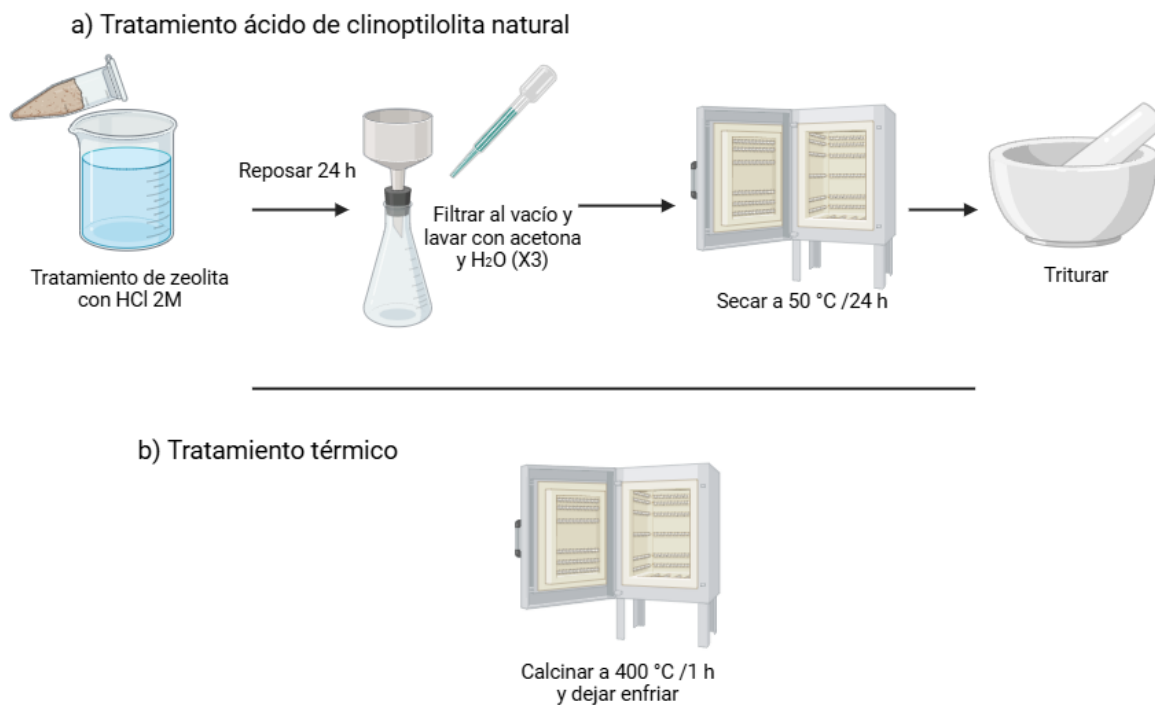 a) Tratamiento ácido de clinoptilolita natural
Reposar 24 h
Tratamiento de zeolita
con HCl 2M
Filtrar al vacío y
lavar con acetona
y H₂O (X3)
Secar a 50 °C /24 h
Triturar
b) Tratamiento térmico
Calcinar a 400 °C /1 h
y dejar enfriar